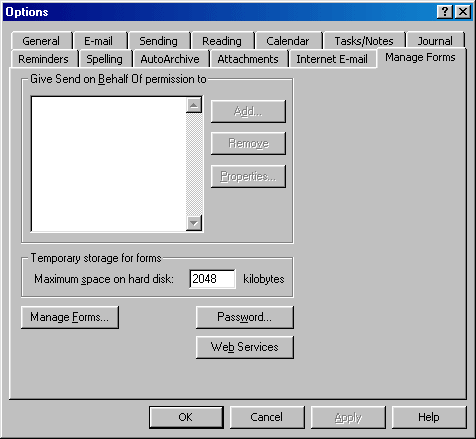 Options
General E-mail Sending Reading Calendar Tasks/Notes Journal
Reminders Spelling AutoArchive Attachments Internet E-mail Manage Forms
Give Send on Behalf Of permission to
Add...
Remove
Properties...
Temporary storage for forms
Maximum space on hard disk: 2048 kilobytes
Manage Forms... Password...
Web Services
OK Cancel Apply Help